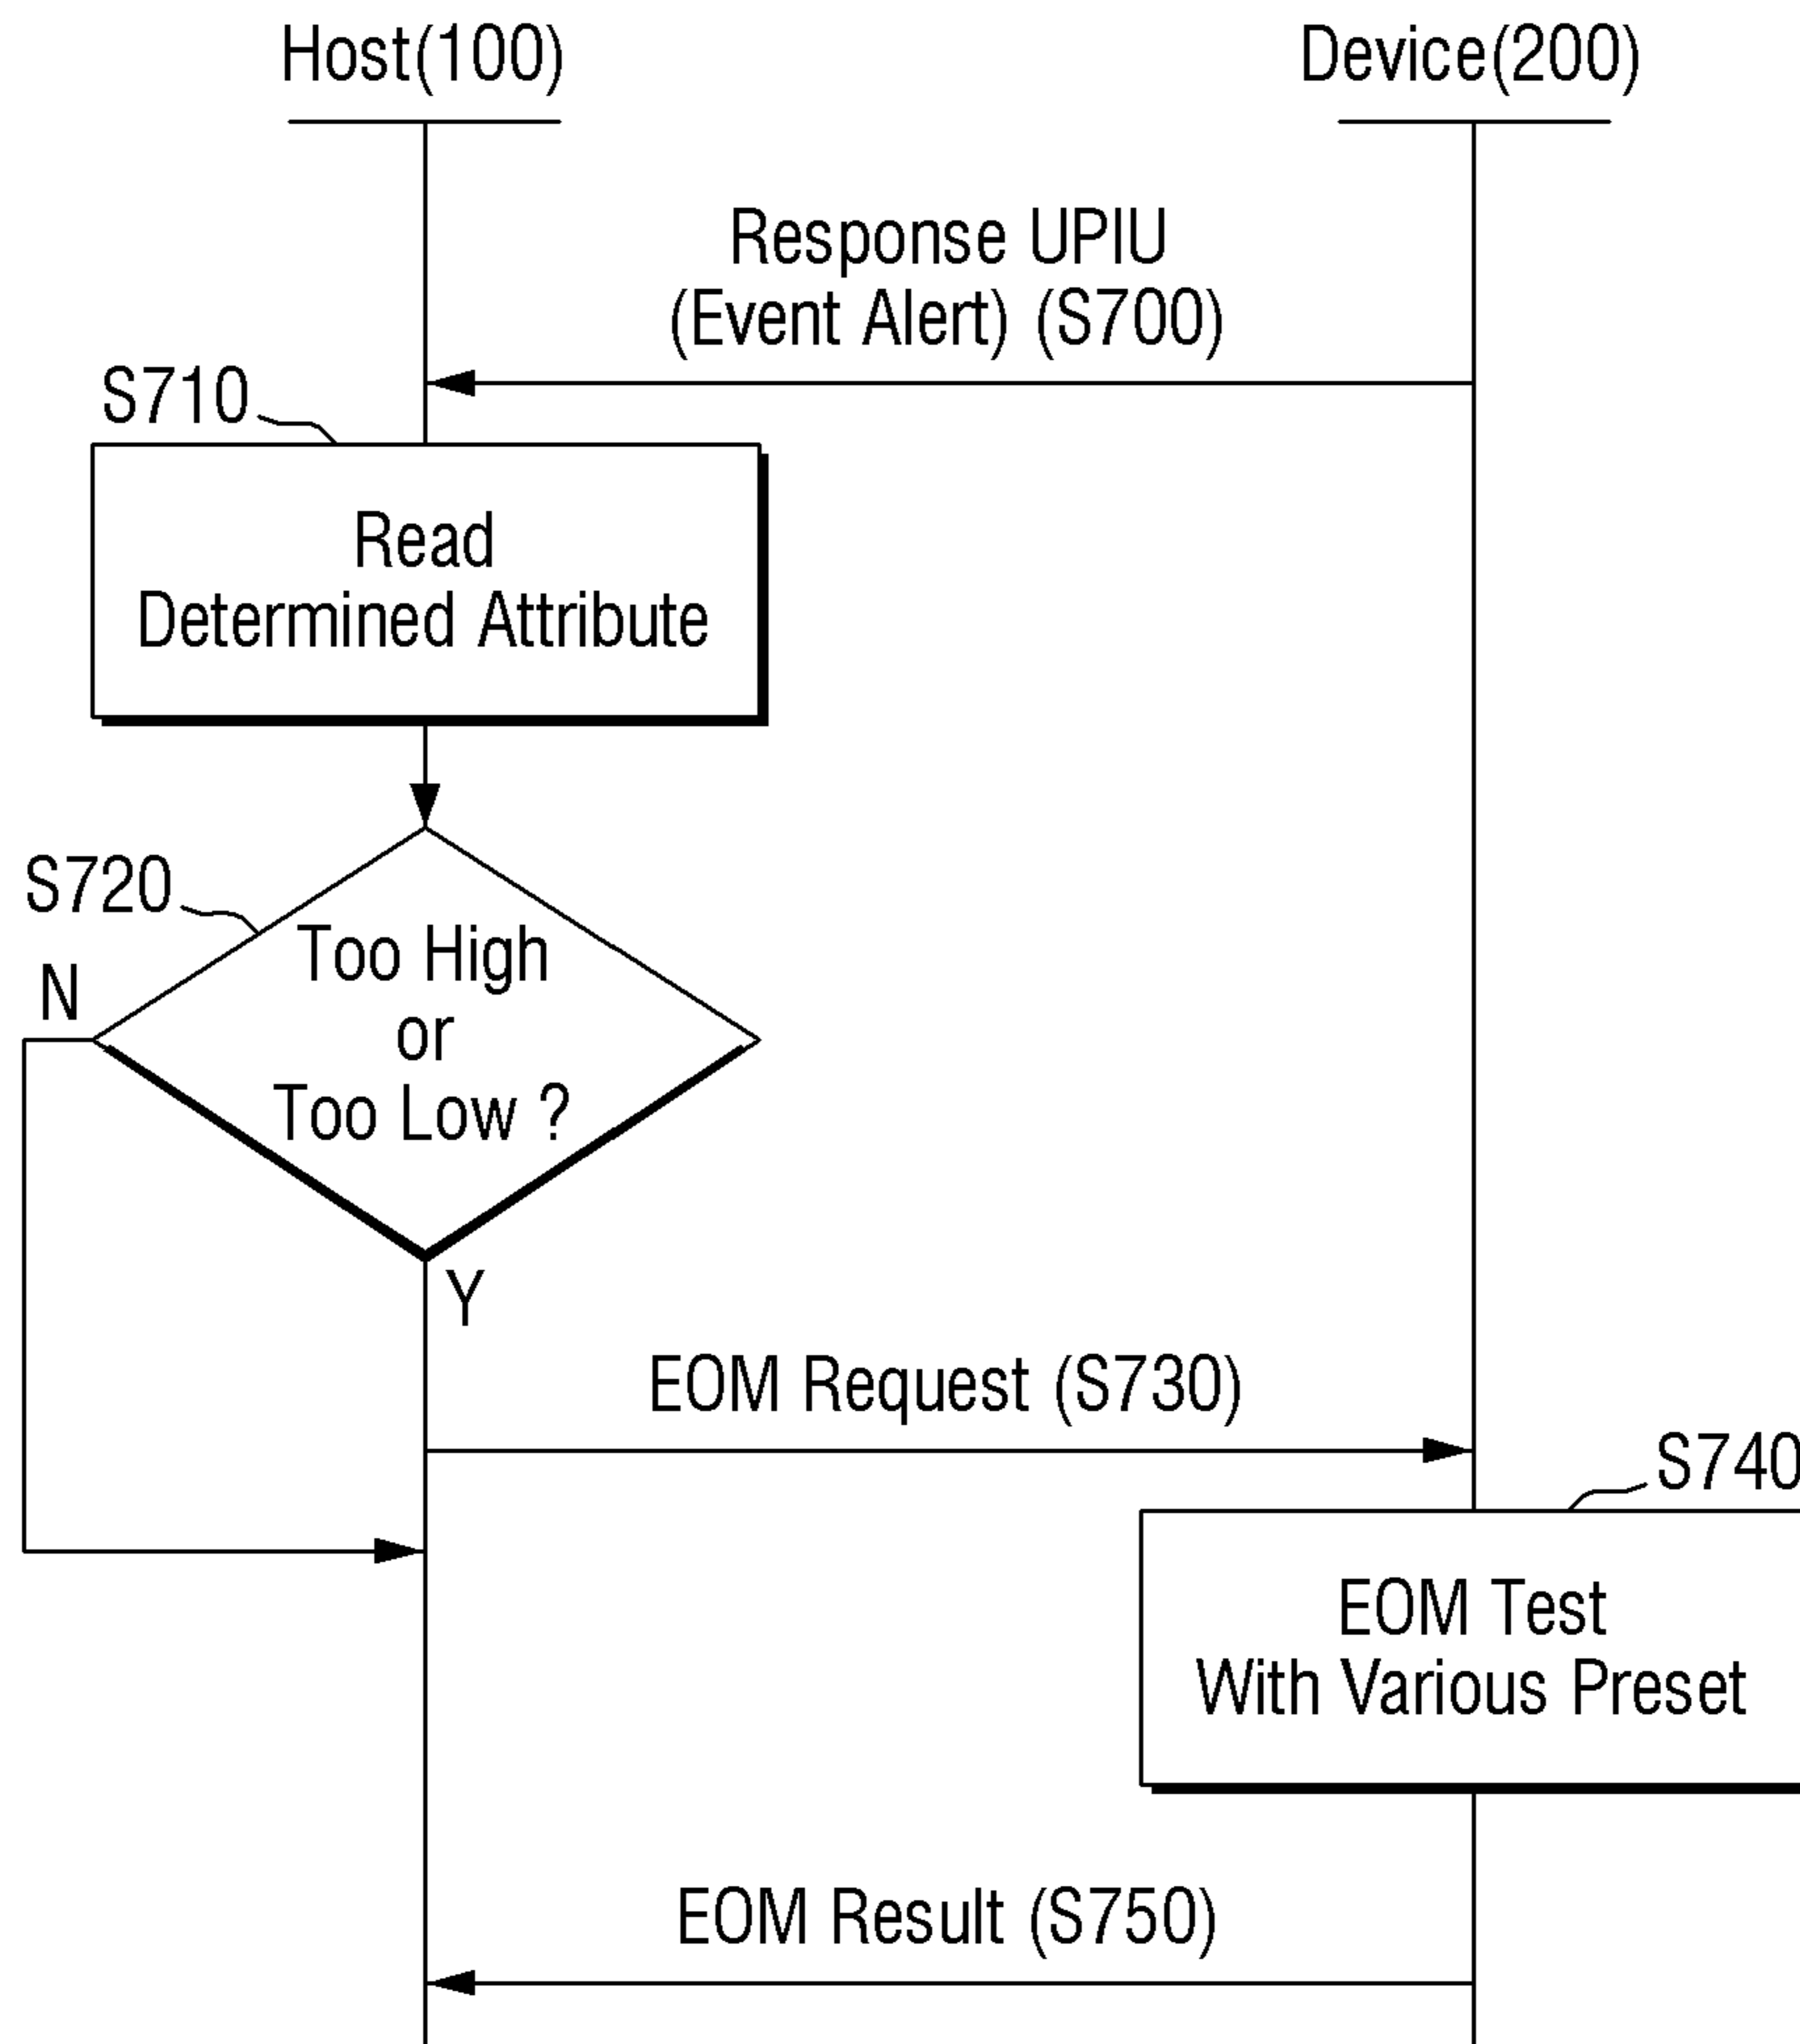 Host(100)
Device(200)
Response UPIU
(Event Alert) (S700)
S710
Read
Determined Attribute
S720
N
Too High
or
Too Low ?
Y
EOM Request (S730)
S740
EOM Test
With Various Preset
EOM Result (S750)